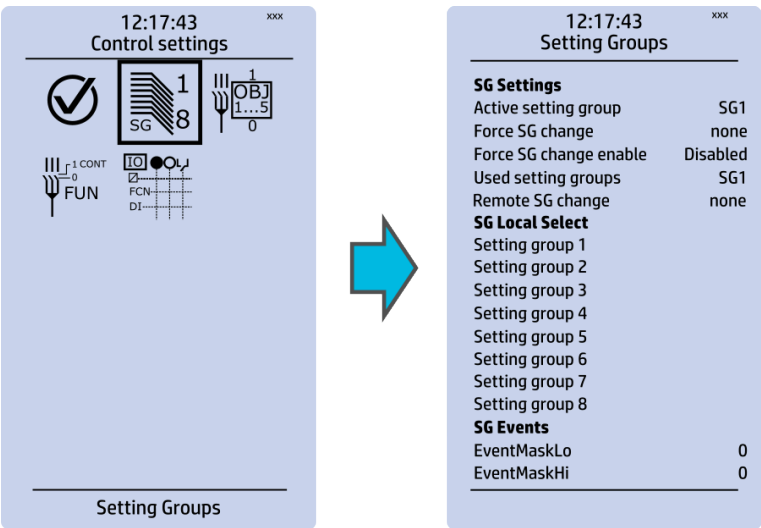 12:17:43 xxx
Control settings
1
SG 8
1
OBJ
1...5
0
1 CONT
0
FUN
IO
FCN
DI
Setting Groups
12:17:43 xxx
Setting Groups
SG Settings
Active setting group SG1
Force SG change none
Force SG change enable Disabled
Used setting groups SG1
Remote SG change none
SG Local Select
Setting group 1
Setting group 2
Setting group 3
Setting group 4
Setting group 5
Setting group 6
Setting group 7
Setting group 8
SG Events
EventMaskLo 0
EventMaskHi 0